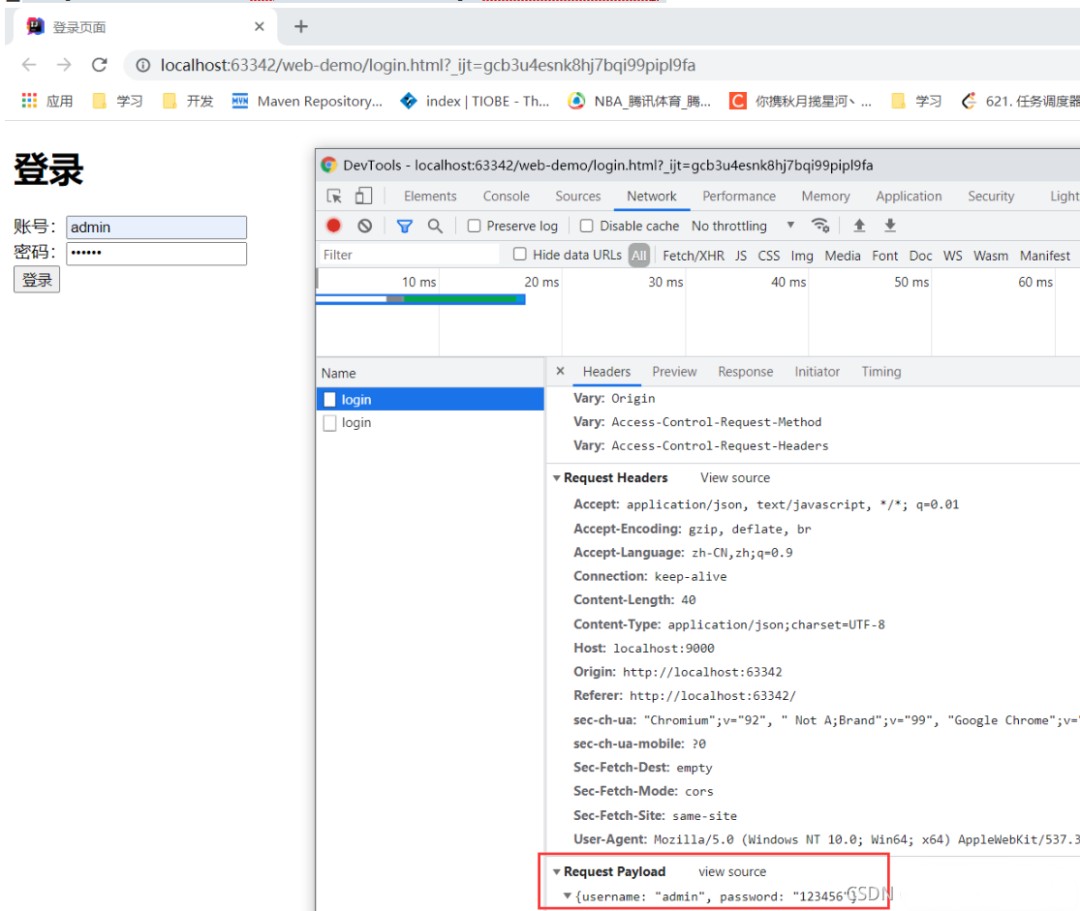 登录页面
localhost:63342/web-demo/login.html?_ijt=gcb3u4esnk8hj7bqi99pipl9fa
应用 学习 开发 MVN Maven Repository... index | TIOBE - Th... NBA_腾讯体育_腾... C 你携秋月揽星河丶... 学习 621. 任务调度器
登录
账号: admin
密码: ••••••
登录
DevTools - localhost:63342/web-demo/login.html?_ijt=gcb3u4esnk8hj7bqi99pipl9fa
Elements Console Sources Network Performance Memory Application Security Light
Preserve log Disable cache No throttling
Filter Hide data URLs All Fetch/XHR JS CSS Img Media Font Doc WS Wasm Manifest
10 ms 20 ms 30 ms 40 ms 50 ms 60 ms
Name
login
login
× Headers Preview Response Initiator Timing
Vary: Origin
Vary: Access-Control-Request-Method
Vary: Access-Control-Request-Headers
Request Headers View source
Accept: application/json, text/javascript, */*; q=0.01
Accept-Encoding: gzip, deflate, br
Accept-Language: zh-CN,zh;q=0.9
Connection: keep-alive
Content-Length: 40
Content-Type: application/json;charset=UTF-8
Host: localhost:9000
Origin: http://localhost:63342
Referer: http://localhost:63342/
sec-ch-ua: "Chromium";v="92", " Not A;Brand";v="99", "Google Chrome";v=
sec-ch-ua-mobile: ?0
Sec-Fetch-Dest: empty
Sec-Fetch-Mode: cors
Sec-Fetch-Site: same-site
User-Agent: Mozilla/5.0 (Windows NT 10.0; Win64; x64) AppleWebKit/537.3
Request Payload view source
{username: "admin", password: "123456"}
CSDN